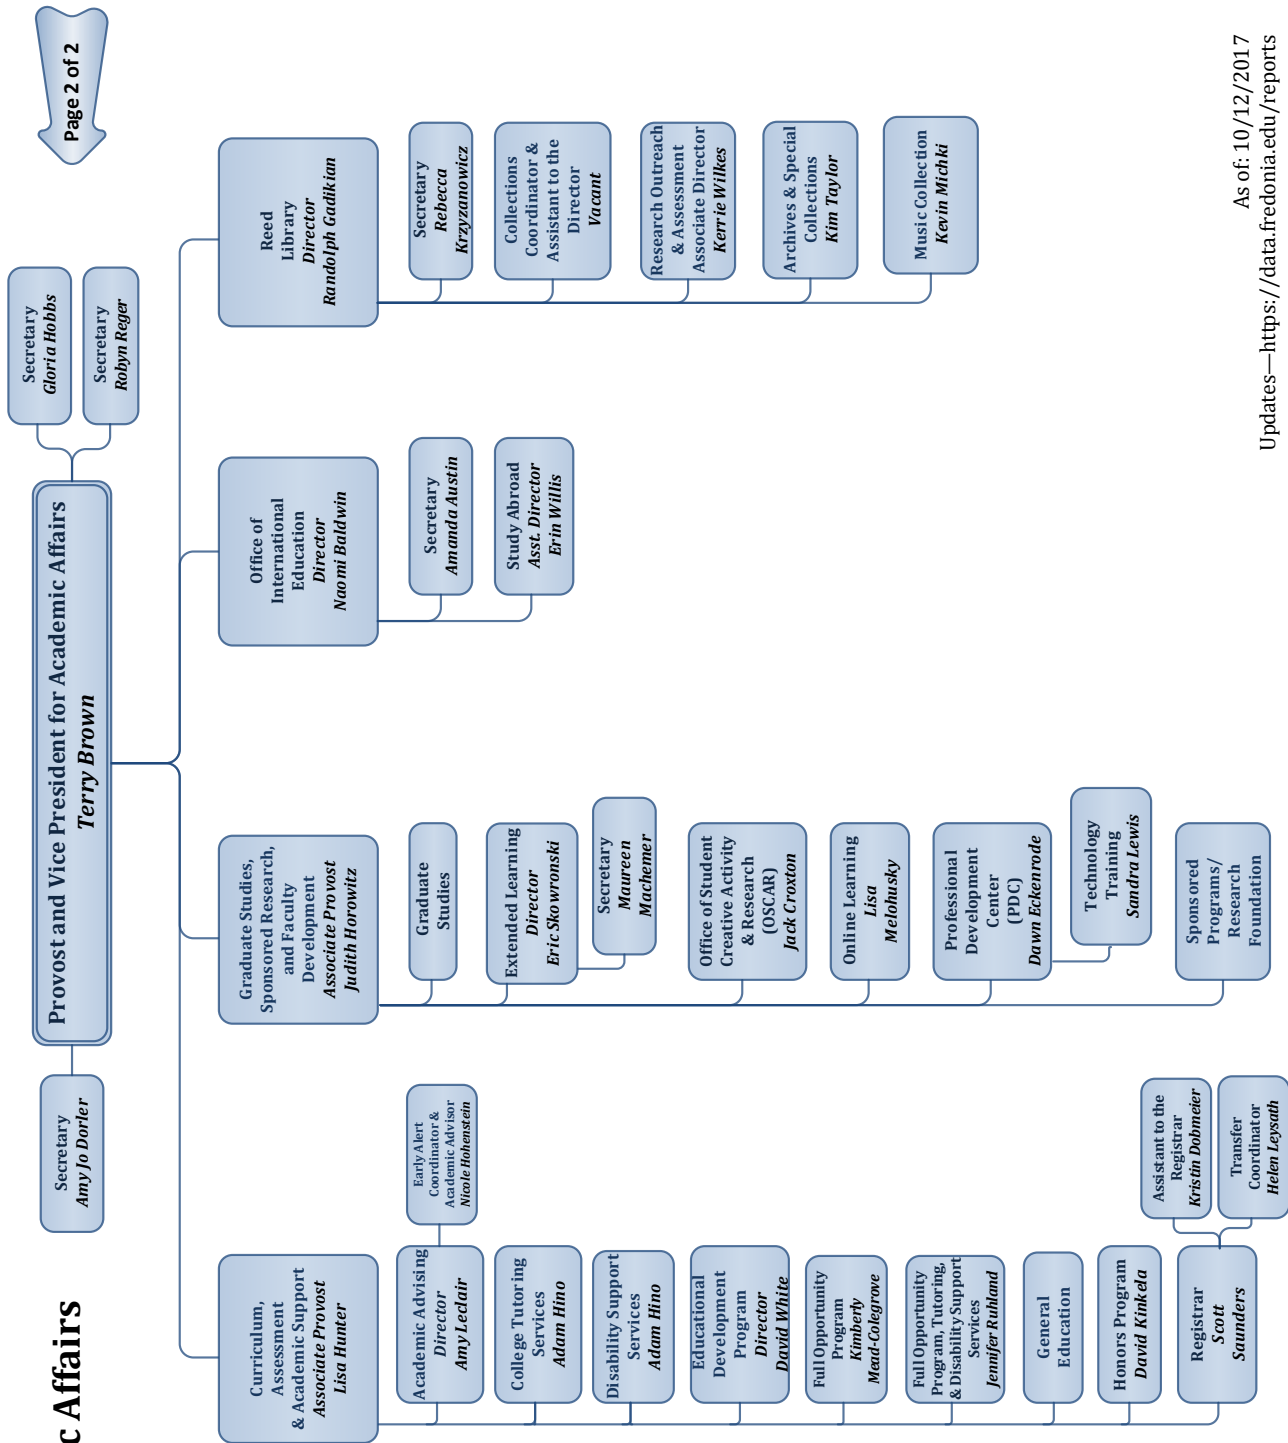 c Affairs
Page 2 of 2
Secretary
Amy Jo Dorler
Provost and Vice President for Academic Affairs
Terry Brown
Secretary
Gloria Hobbs
Secretary
Robyn Reger
Curriculum,
Assessment
& Academic Support
Associate Provost
Lisa Hunter
Academic Advising
Director
Amy Leclair
Early Alert
Coordinator &
Academic Advisor
Nicole Hohenstein
College Tutoring
Services
Adam Hino
Disability Support
Services
Adam Hino
Educational
Development
Program
Director
David White
Full Opportunity
Program
Kimberly
Mead-Colegrove
Full Opportunity
Program, Tutoring,
& Disability Support
Services
Jennifer Ruhland
General
Education
Honors Program
David Kinkela
Registrar
Scott
Saunders
Assistant to the
Registrar
Kristin Dobmeier
Transfer
Coordinator
Helen Leysath
Graduate Studies,
Sponsored Research,
and Faculty
Development
Associate Provost
Judith Horowitz
Graduate
Studies
Extended Learning
Director
Eric Skowronski
Secretary
Maureen
Machemer
Office of Student
Creative Activity
& Research
(OSCAR)
Jack Croxton
Online Learning
Lisa
Melohusky
Professional
Development
Center
(PDC)
Dawn Eckenrode
Technology
Training
Sandra Lewis
Sponsored
Programs/
Research
Foundation
Office of
International
Education
Director
Naomi Baldwin
Secretary
Amanda Austin
Study Abroad
Asst. Director
Erin Willis
Reed
Library
Director
Randolph Gadikian
Secretary
Rebecca
Krzyzanowicz
Collections
Coordinator &
Assistant to the
Director
Vacant
Research Outreach
& Assessment
Associate Director
Kerrie Wilkes
Archives & Special
Collections
Kim Taylor
Music Collection
Kevin Michki
As of: 10/12/2017
Updates—https://data.fredonia.edu/reports